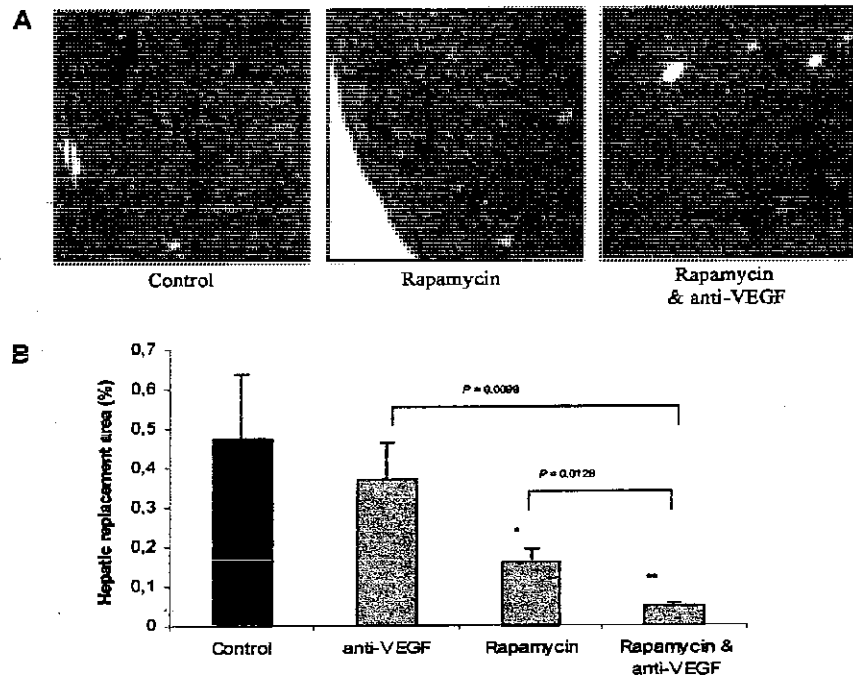 A
Control
Rapamycin
Rapamycin
& anti-VEGF
B
Hepatic replacement area (%)
0,7
0,6
0,5
0,4
0,3
0,2
0,1
0
P = 0.0099
P = 0.0128
*
**
Control
anti-VEGF
Rapamycin
Rapamycin &
anti-VEGF